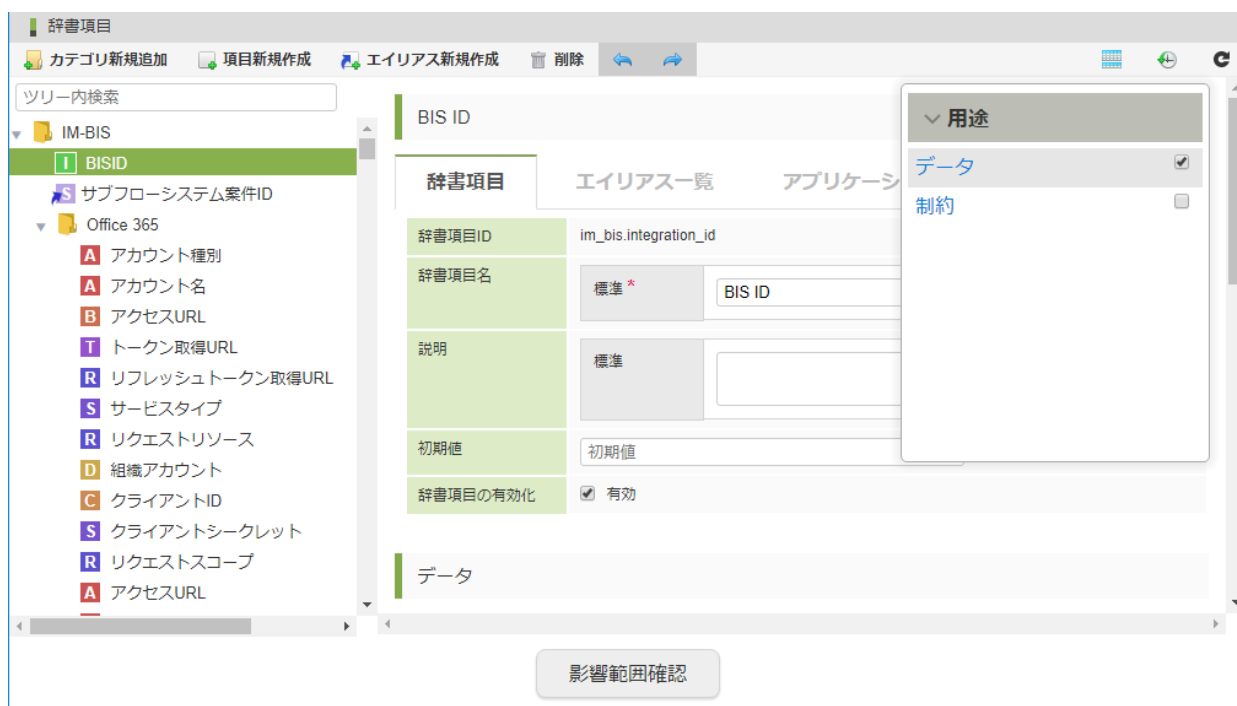 辞書項目
カテゴリ新規追加 項目新規作成 エイリアス新規作成 削除
ツリー内検索
IM-BIS
I BISID
S サブフローシステム案件ID
Office 365
A アカウント種別
A アカウント名
B アクセスURL
T トークン取得URL
R リフレッシュトークン取得URL
S サービスタイプ
R リクエストリソース
D 組織アカウント
C クライアントID
S クライアントシークレット
R リクエストスコープ
A アクセスURL
BIS ID
辞書項目 エイリアス一覧 アプリケーシ
辞書項目ID im_bis.integration_id
辞書項目名 標準 * BIS ID
説明 標準
初期値 初期値
辞書項目の有効化 有効
データ
用途
データ
制約
影響範囲確認